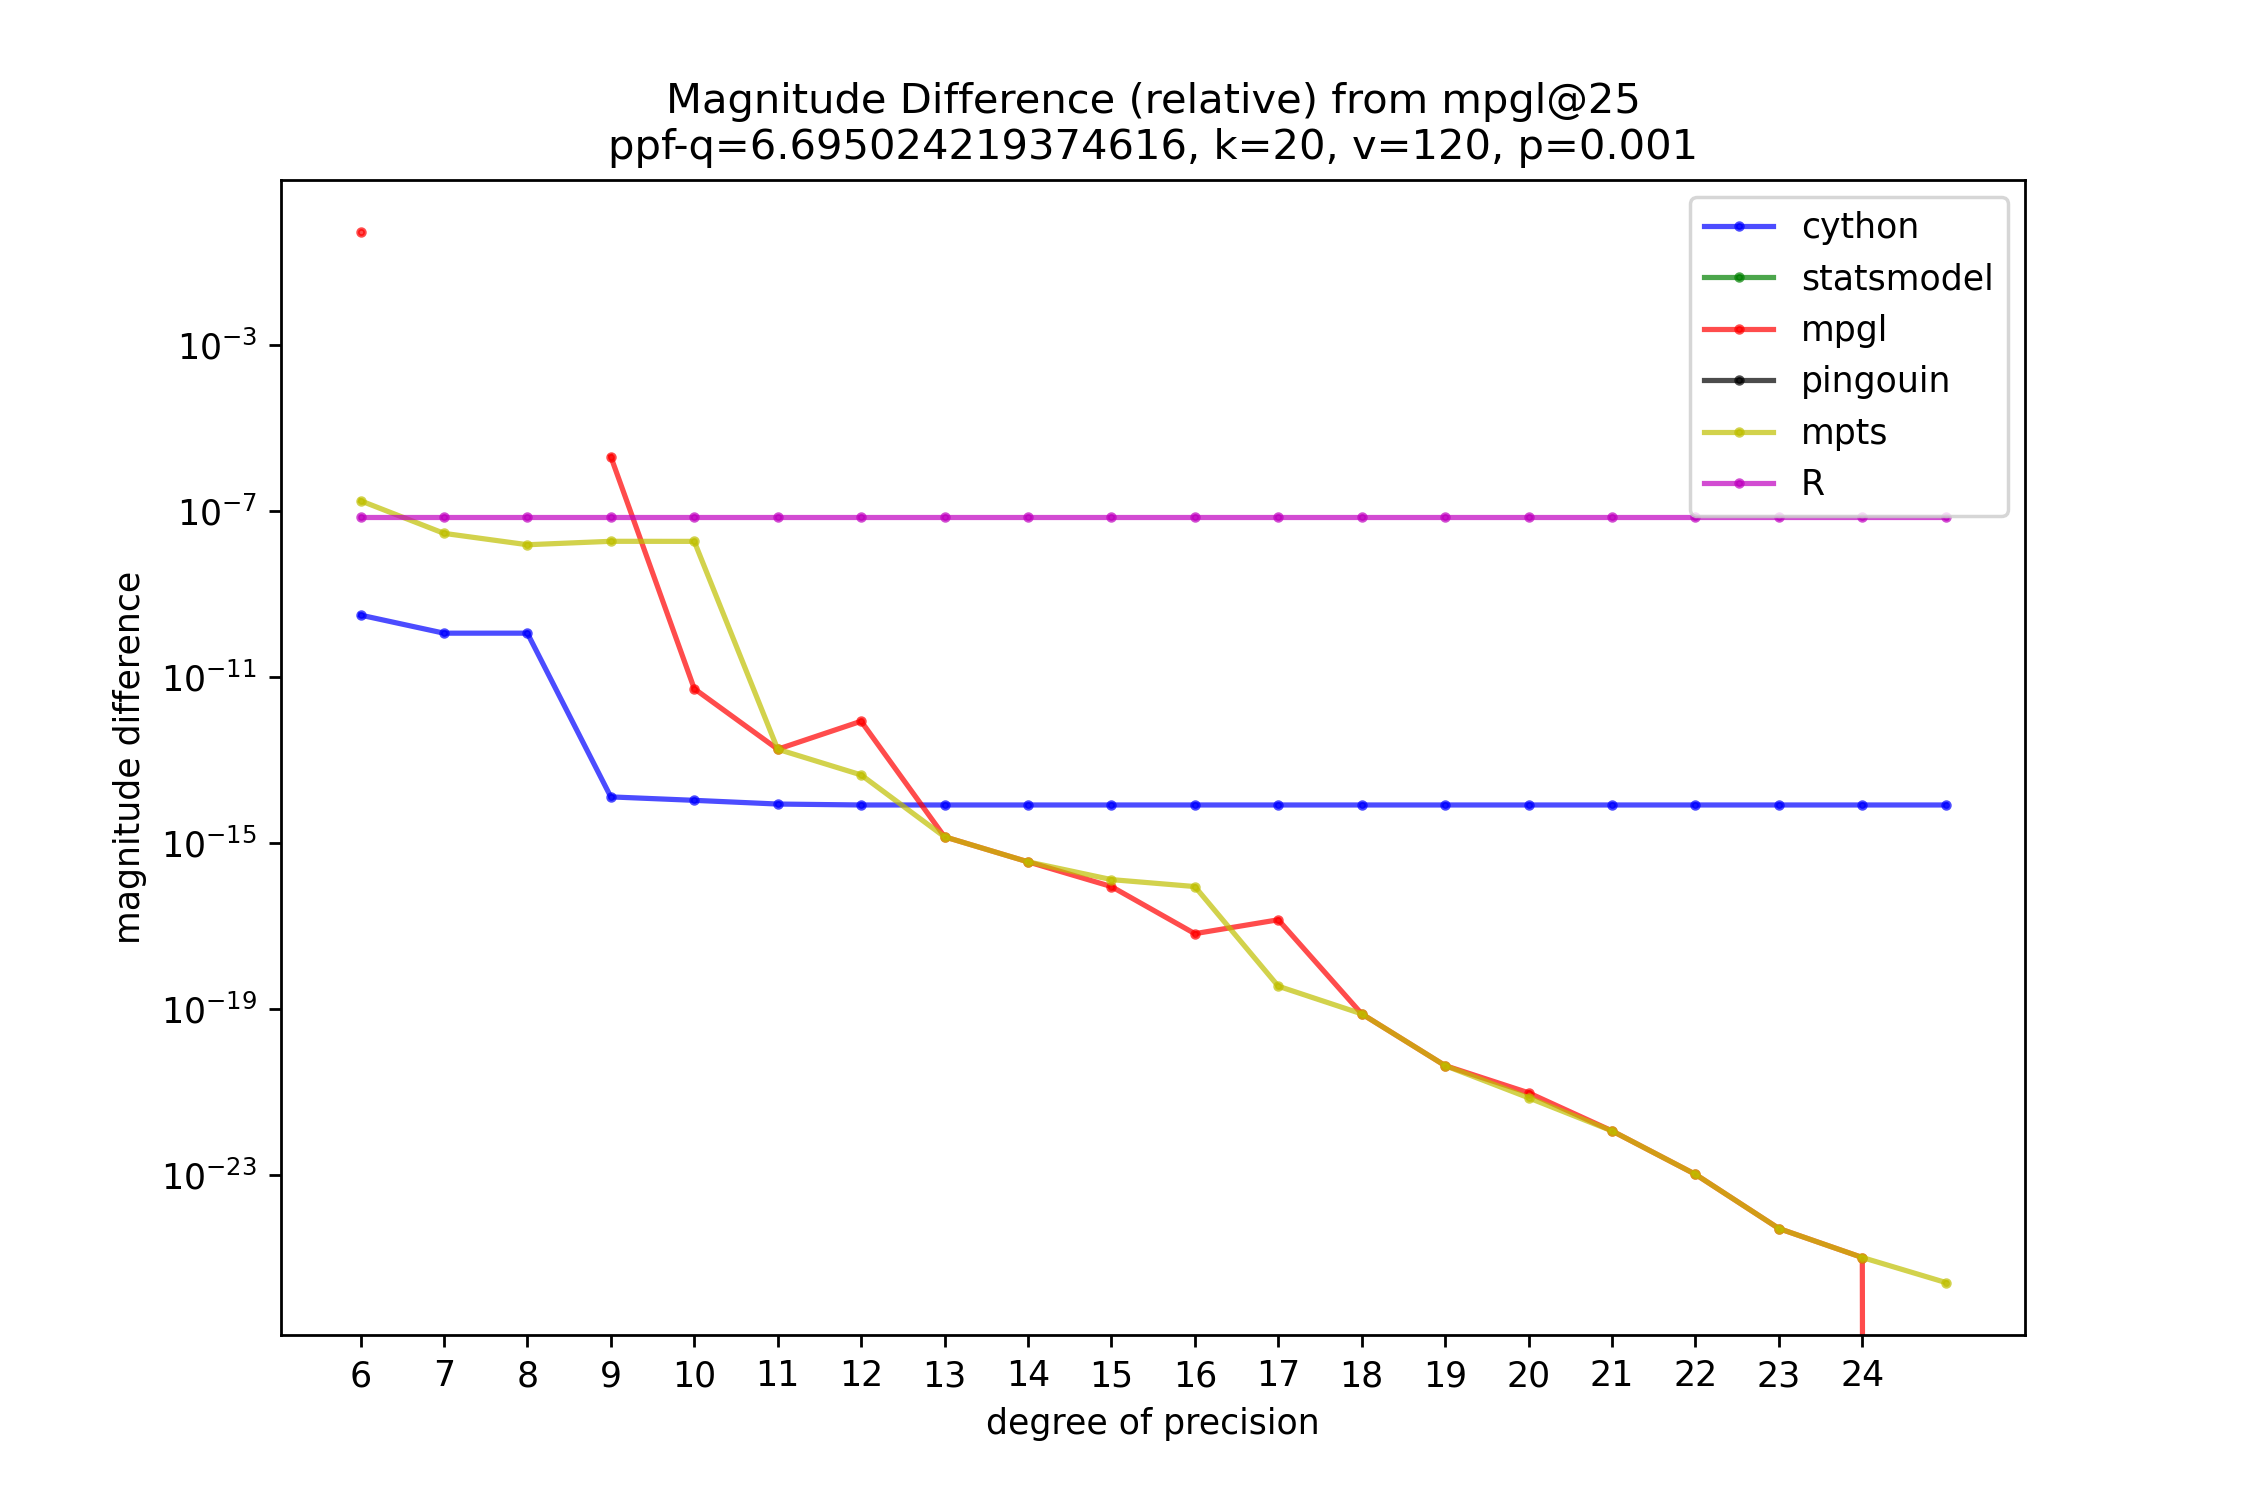 Magnitude Difference (relative) from mpgl@25
ppf-q=6.695024219374616, k=20, v=120, p=0.001
cython
statsmodel
mpgl
pingouin
mpts
R
magnitude difference
10⁻³
10⁻⁷
10⁻¹¹
10⁻¹⁵
10⁻¹⁹
10⁻²³
6 7 8 9 10 11 12 13 14 15 16 17 18 19 20 21 22 23 24
degree of precision